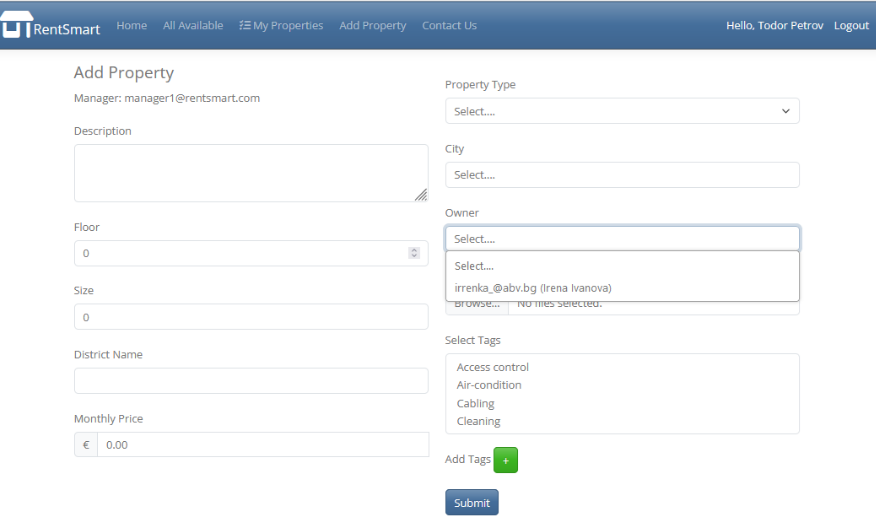 RentSmart Home All Available My Properties Add Property Contact Us Hello, Todor Petrov Logout
Add Property
Manager: manager1@rentsmart.com
Description
Floor
0
Size
0
District Name
Monthly Price
€ 0.00
Property Type
Select....
City
Select....
Owner
Select....
Select....
irrenka_@abv.bg (Irena Ivanova)
Browse... No files selected.
Select Tags
Access control
Air-condition
Cabling
Cleaning
Add Tags +
Submit